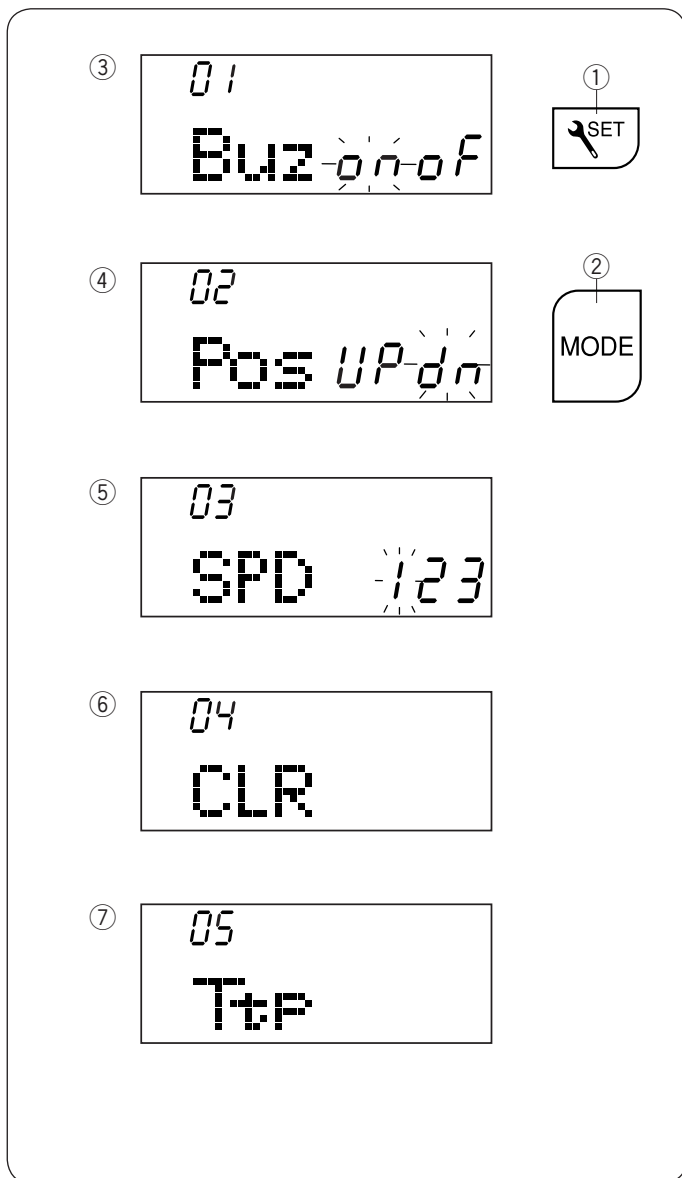 ③
01
Buz on oF
①
SET
④
02
Pos UP dn
②
MODE
⑤
03
SPD 123
⑥
04
CLR
⑦
05
Ttp